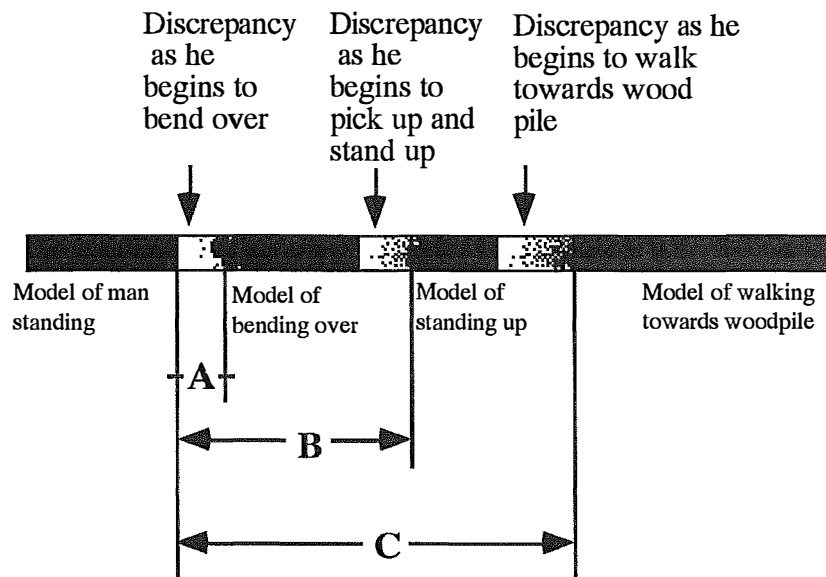 Discrepancy
as he
begins to
bend over
Discrepancy
as he
begins to
pick up and
stand up
Discrepancy as he
begins to walk
towards wood
pile
Model of man
standing
Model of
bending over
Model of
standing up
Model of walking
towards woodpile
A
B
C